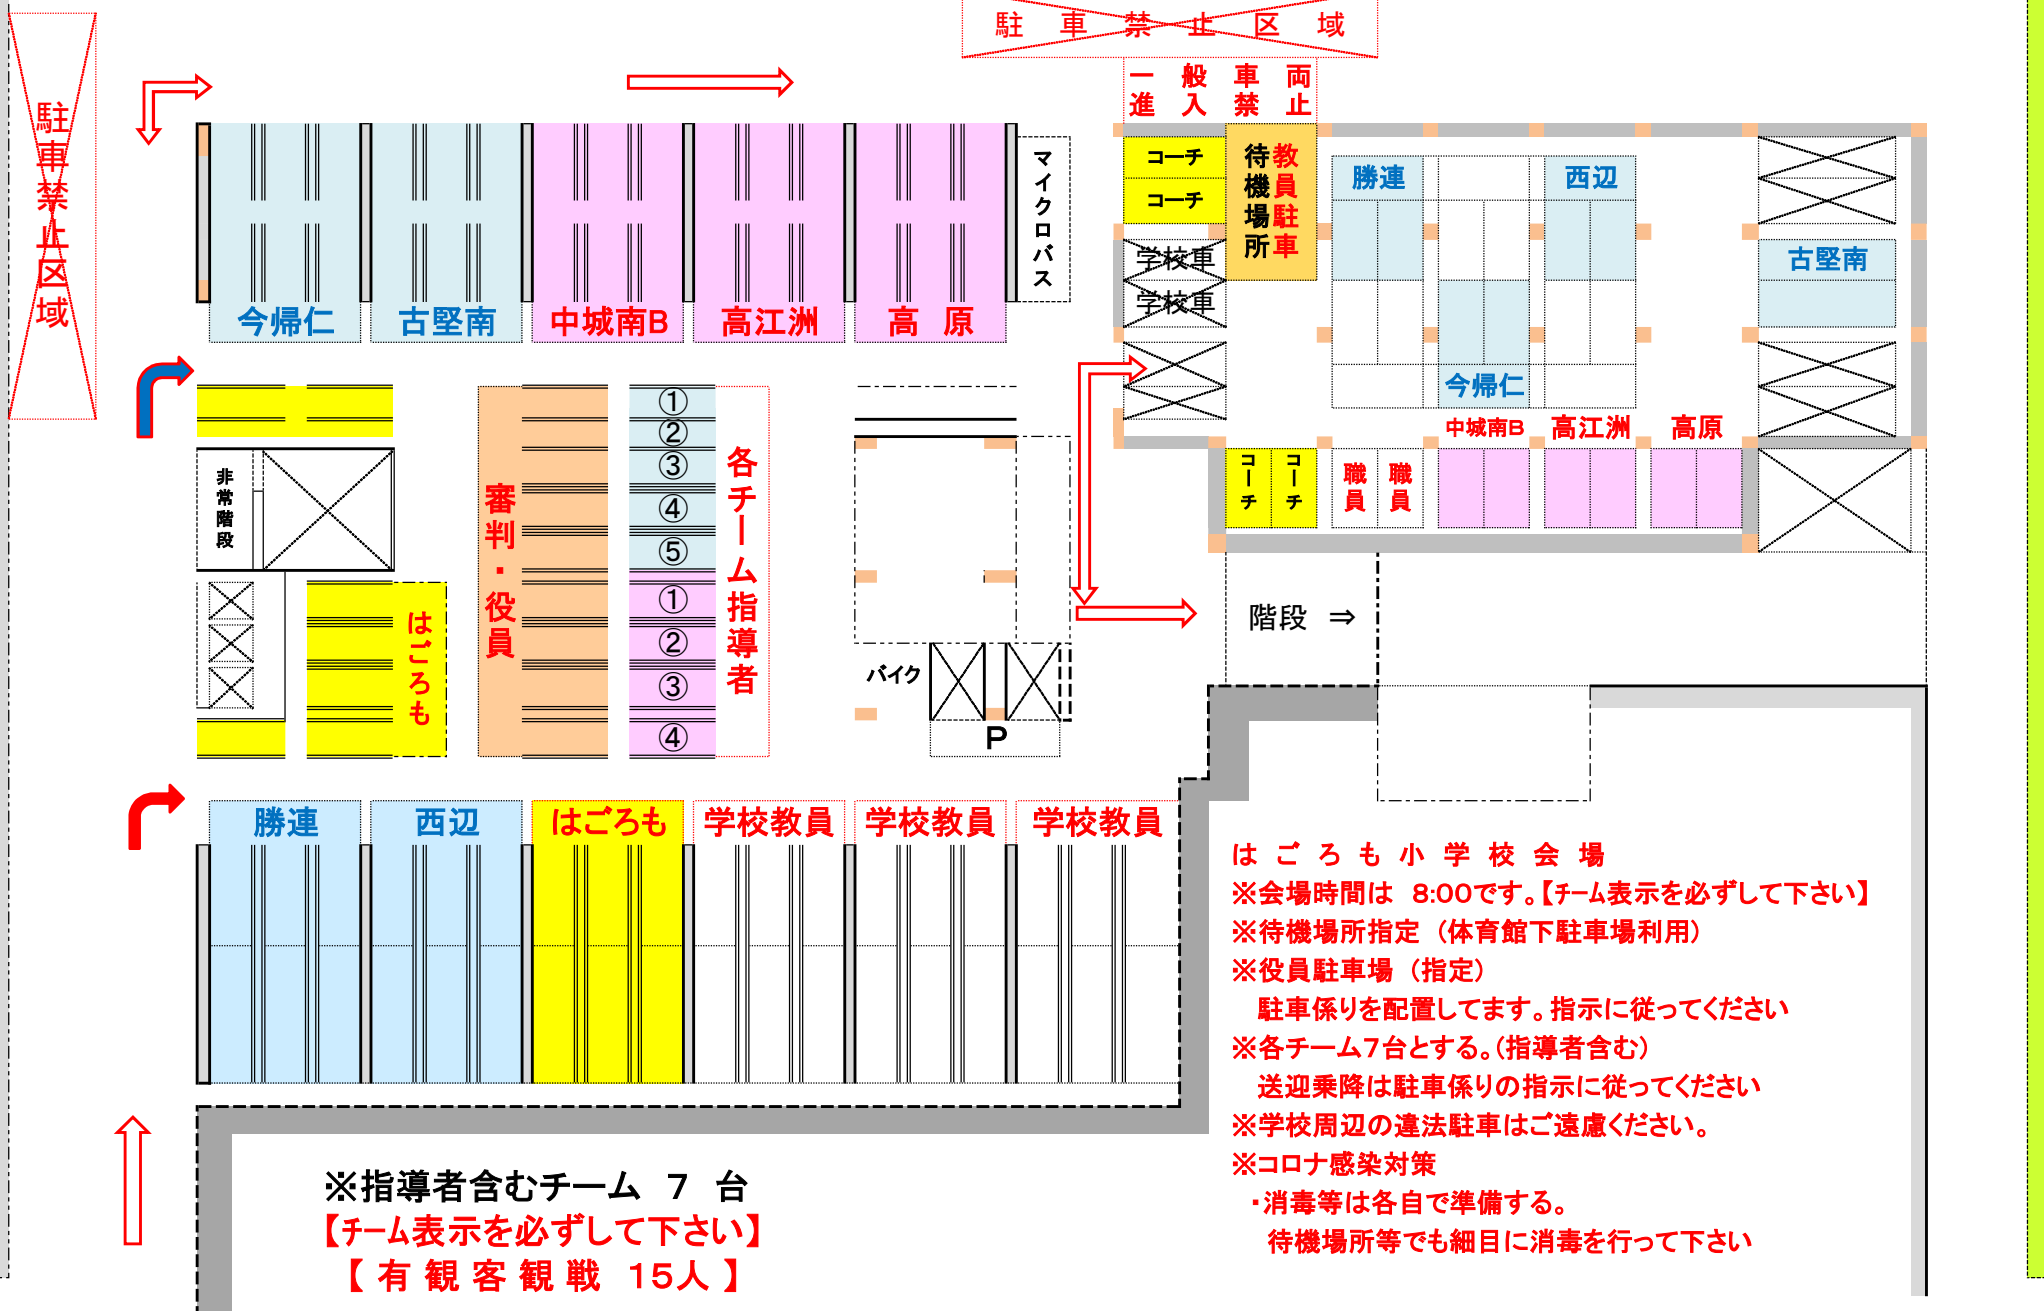 駐車禁止区域
駐車禁止区域
一般車両
進入禁止
マイクロバス
今帰仁
古堅南
中城南B
高江洲
高 原
コーチ
コーチ
学校車
学校車
教員駐車
待機場所
勝連
西辺
古堅南
今帰仁
中城南B
高江洲
高原
コーチ
コーチ
職員
職員
非常階段
はごろも
審判・役員
①
②
③
④
⑤
①
②
③
④
各チーム指導者
バイク
P
階段 ⇒
勝連
西辺
はごろも
学校教員
学校教員
学校教員
は ご ろ も 小 学 校 会 場
※会場時間は 8:00です。【チーム表示を必ずして下さい】
※待機場所指定 (体育館下駐車場利用)
※役員駐車場 (指定)
駐車係りを配置してます。指示に従ってください
※各チーム7台とする。(指導者含む)
送迎乗降は駐車係りの指示に従ってください
※学校周辺の違法駐車はご遠慮ください。
※コロナ感染対策
・消毒等は各自で準備する。
待機場所等でも細目に消毒を行って下さい
※指導者含むチーム 7 台
【チーム表示を必ずして下さい】
【 有 観 客 観 戦 15人 】